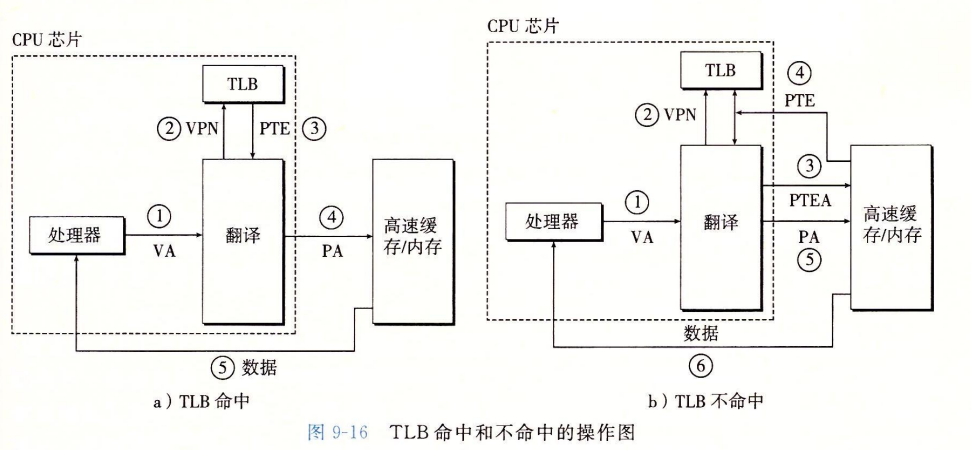 CPU 芯片
TLB
② VPN
PTE ③
①
处理器
VA
翻译
④
PA
高速缓
存/内存
⑤ 数据
a）TLB 命中
CPU 芯片
TLB
④
PTE
② VPN
③
PTEA
①
处理器
VA
翻译
PA
⑤
高速缓
存/内存
数据
⑥
b）TLB 不命中
图 9-16 TLB 命中和不命中的操作图